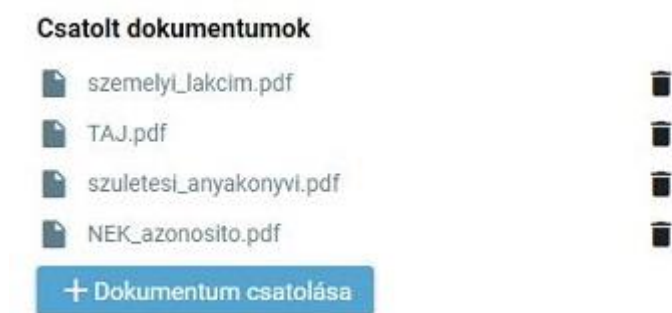 Csatolt dokumentumok
szemelyi_lakcim.pdf
TAJ.pdf
szuletesi_anyakonyvi.pdf
NEK_azonosito.pdf
+ Dokumentum csatolása